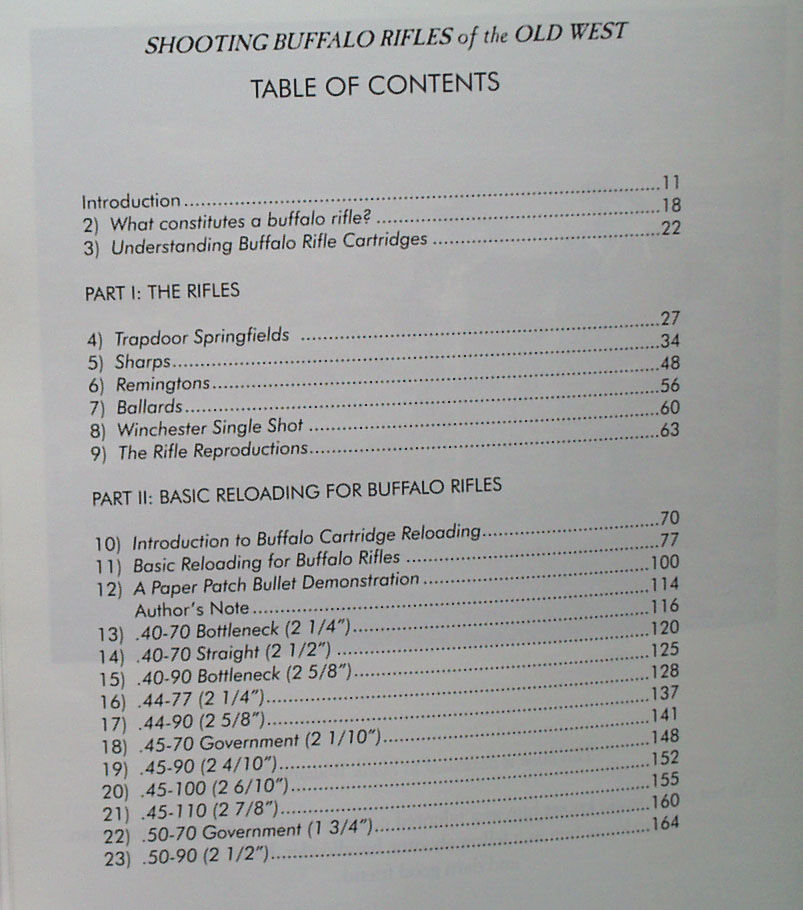 SHOOTING BUFFALO RIFLES of the OLD WEST
TABLE OF CONTENTS
Introduction ........ 11
2) What constitutes a buffalo rifle? ........ 18
3) Understanding Buffalo Rifle Cartridges ........ 22
PART I: THE RIFLES
4) Trapdoor Springfields ........ 27
5) Sharps ........ 34
6) Remingtons ........ 48
7) Ballards ........ 56
8) Winchester Single Shot ........ 60
9) The Rifle Reproductions ........ 63
PART II: BASIC RELOADING FOR BUFFALO RIFLES
10) Introduction to Buffalo Cartridge Reloading ........ 70
11) Basic Reloading for Buffalo Rifles ........ 77
12) A Paper Patch Bullet Demonstration ........ 100
Author's Note ........ 114
13) .40-70 Bottleneck (2 1/4") ........ 116
14) .40-70 Straight (2 1/2") ........ 120
15) .40-90 Bottleneck (2 5/8") ........ 125
16) .44-77 (2 1/4") ........ 128
17) .44-90 (2 5/8") ........ 137
18) .45-70 Government (2 1/10") ........ 141
19) .45-90 (2 4/10") ........ 148
20) .45-100 (2 6/10") ........ 152
21) .45-110 (2 7/8") ........ 155
22) .50-70 Government (1 3/4") ........ 160
23) .50-90 (2 1/2") ........ 164